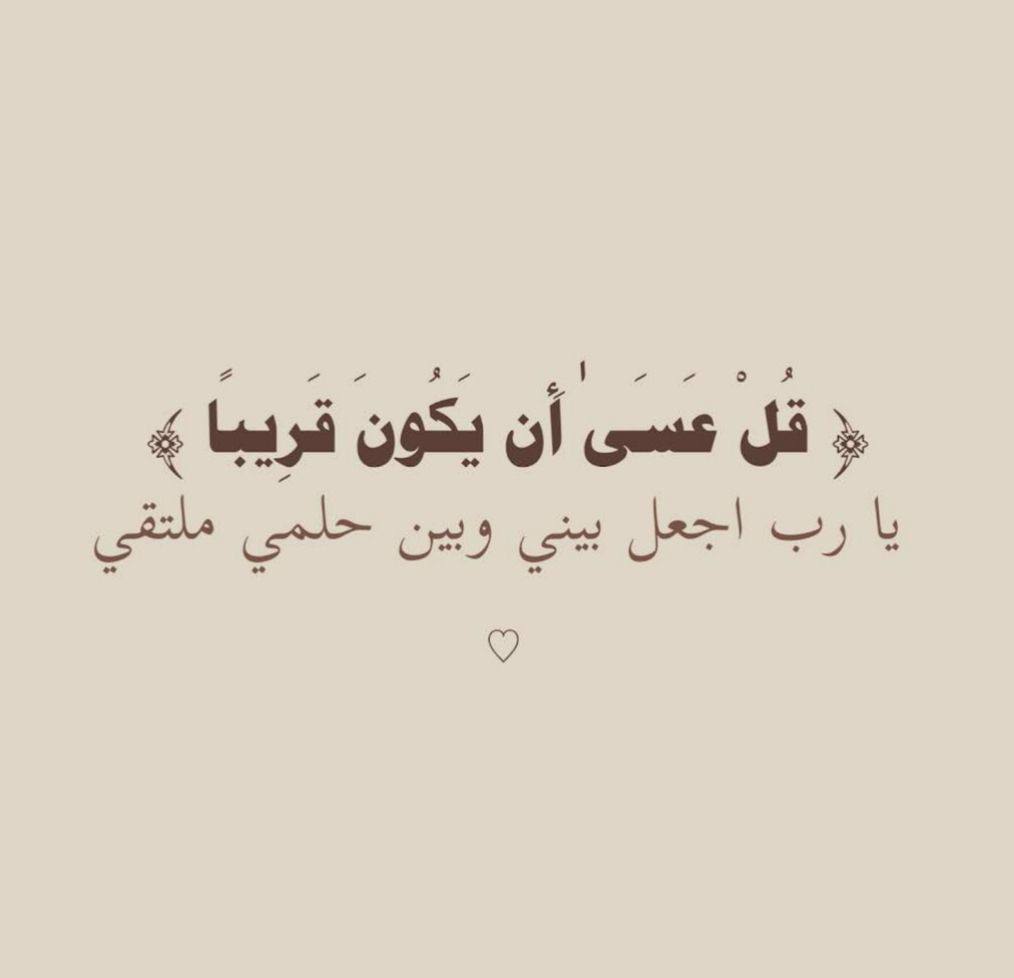 ﴿ قُلْ عَسَىٰ أَن يَكُونَ قَرِيبًا ﴾
يا رب اجعل بيني وبين حلمي ملتقي
♡